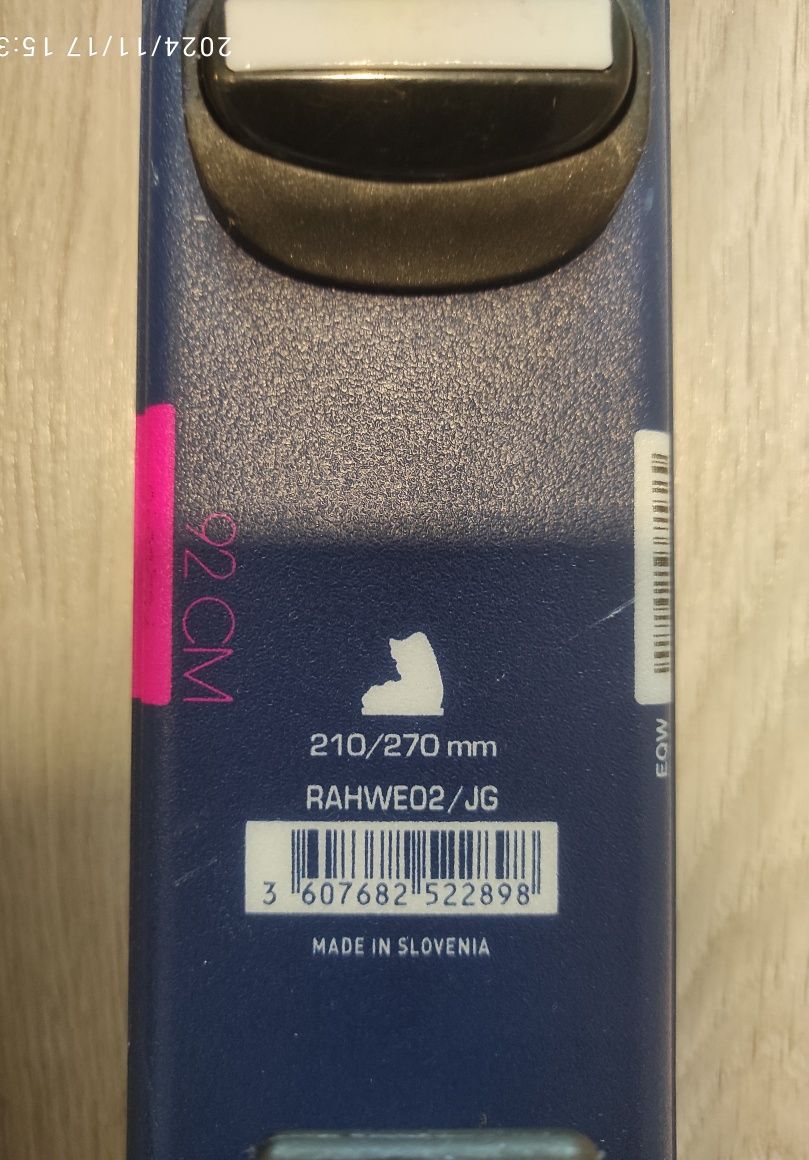 2024/11/17 15:3
92 CM
EQW
210/270 mm
RAHWE02/JG
3 607682 522898
MADE IN SLOVENIA